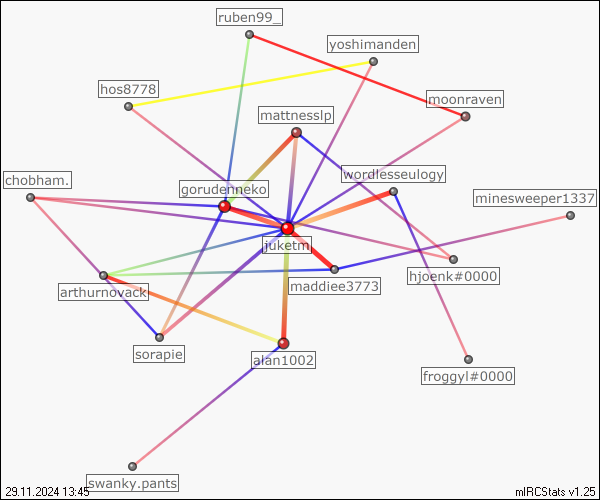 ruben99_
yoshimanden
hos8778
moonraven
mattnesslp
wordlesseulogy
chobham.
gorudenneko
minesweeper1337
juketm
hjoenk#0000
maddiee3773
arthurnovack
sorapie
alan1002
froggyl#0000
swanky.pants
29.11.2024 13:45
mIRCStats v1.25